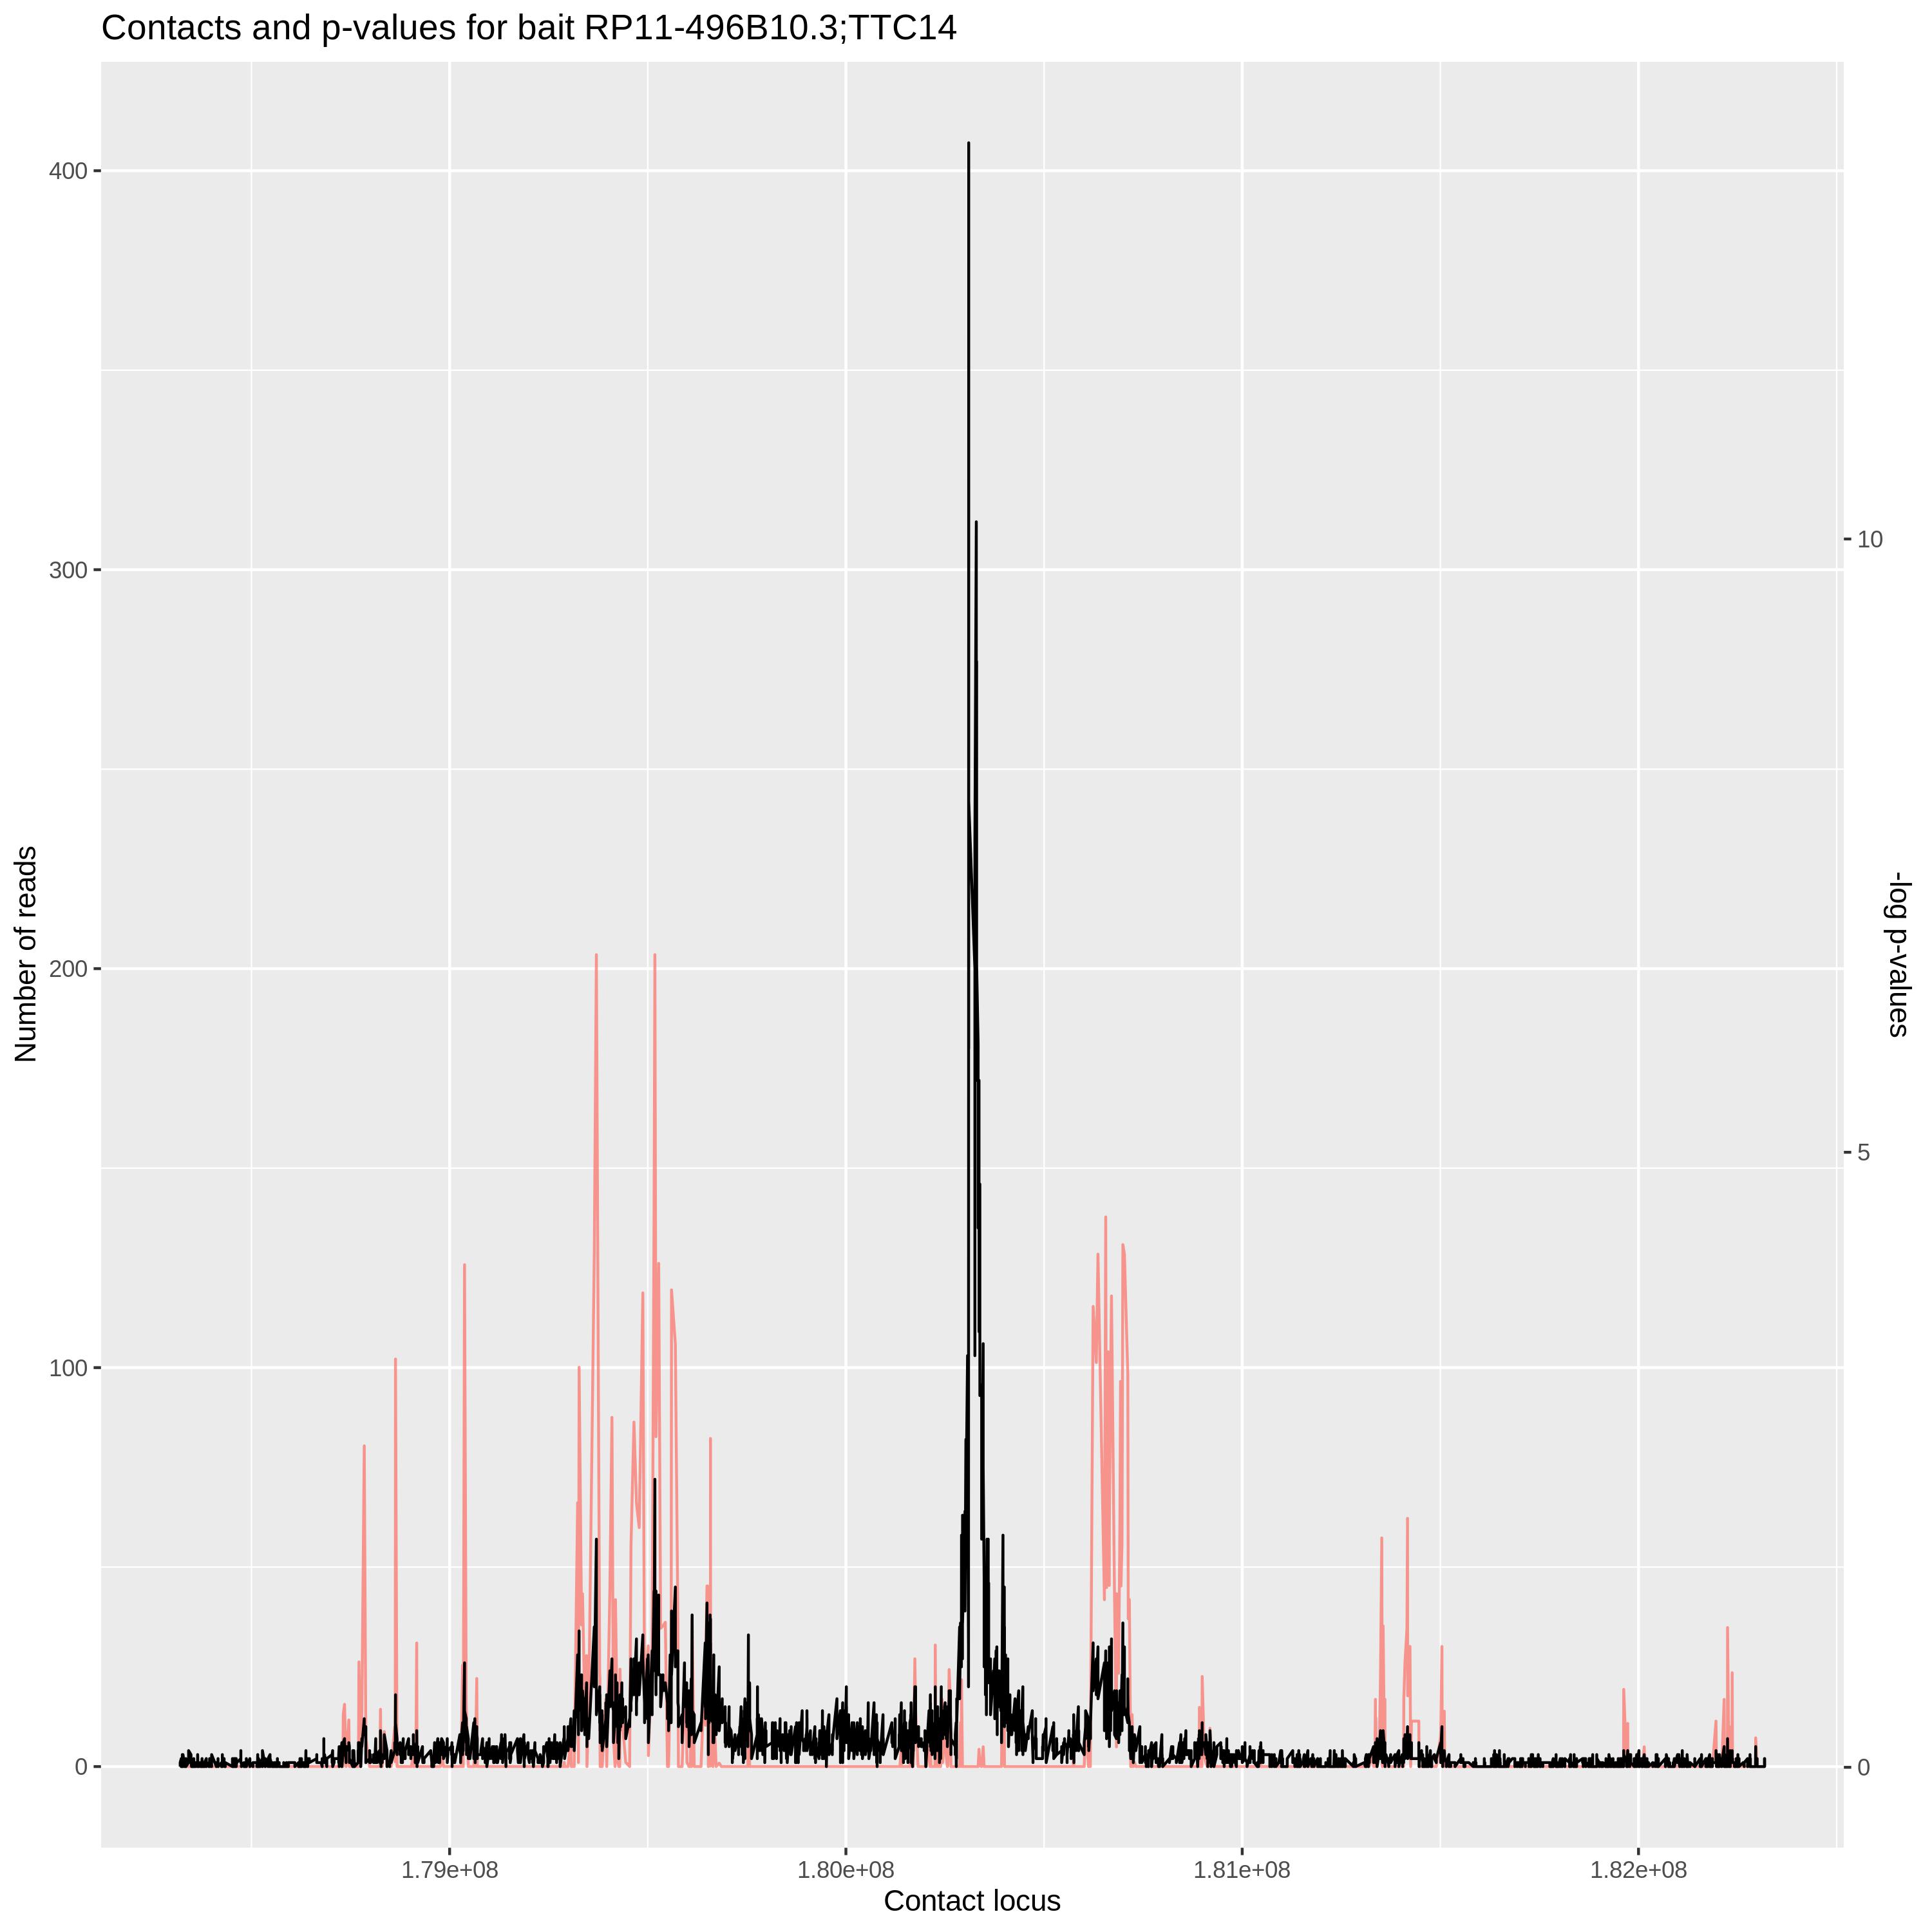 Contacts and p-values for bait RP11-496B10.3;TTC14
400
300
200
100
0
Number of reads
10
5
0
-log p-values
1.79e+08
1.80e+08
1.81e+08
1.82e+08
Contact locus